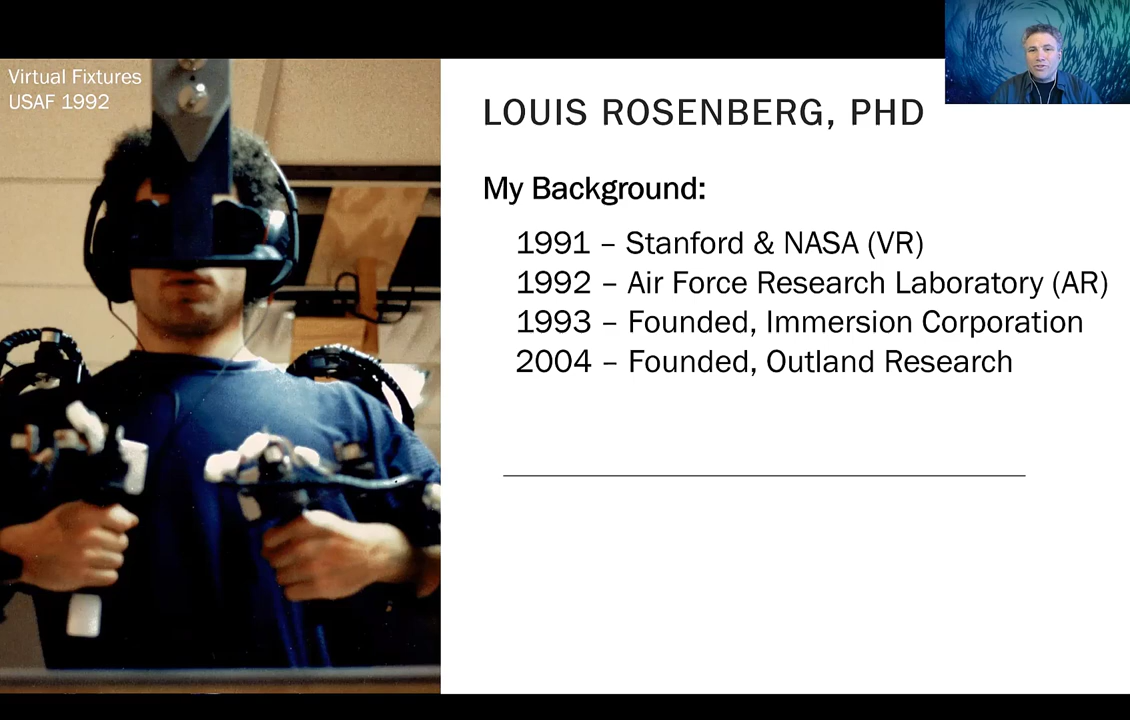 Virtual Fixtures
USAF 1992
LOUIS ROSENBERG, PHD
My Background:
1991 – Stanford & NASA (VR)
1992 – Air Force Research Laboratory (AR)
1993 – Founded, Immersion Corporation
2004 – Founded, Outland Research